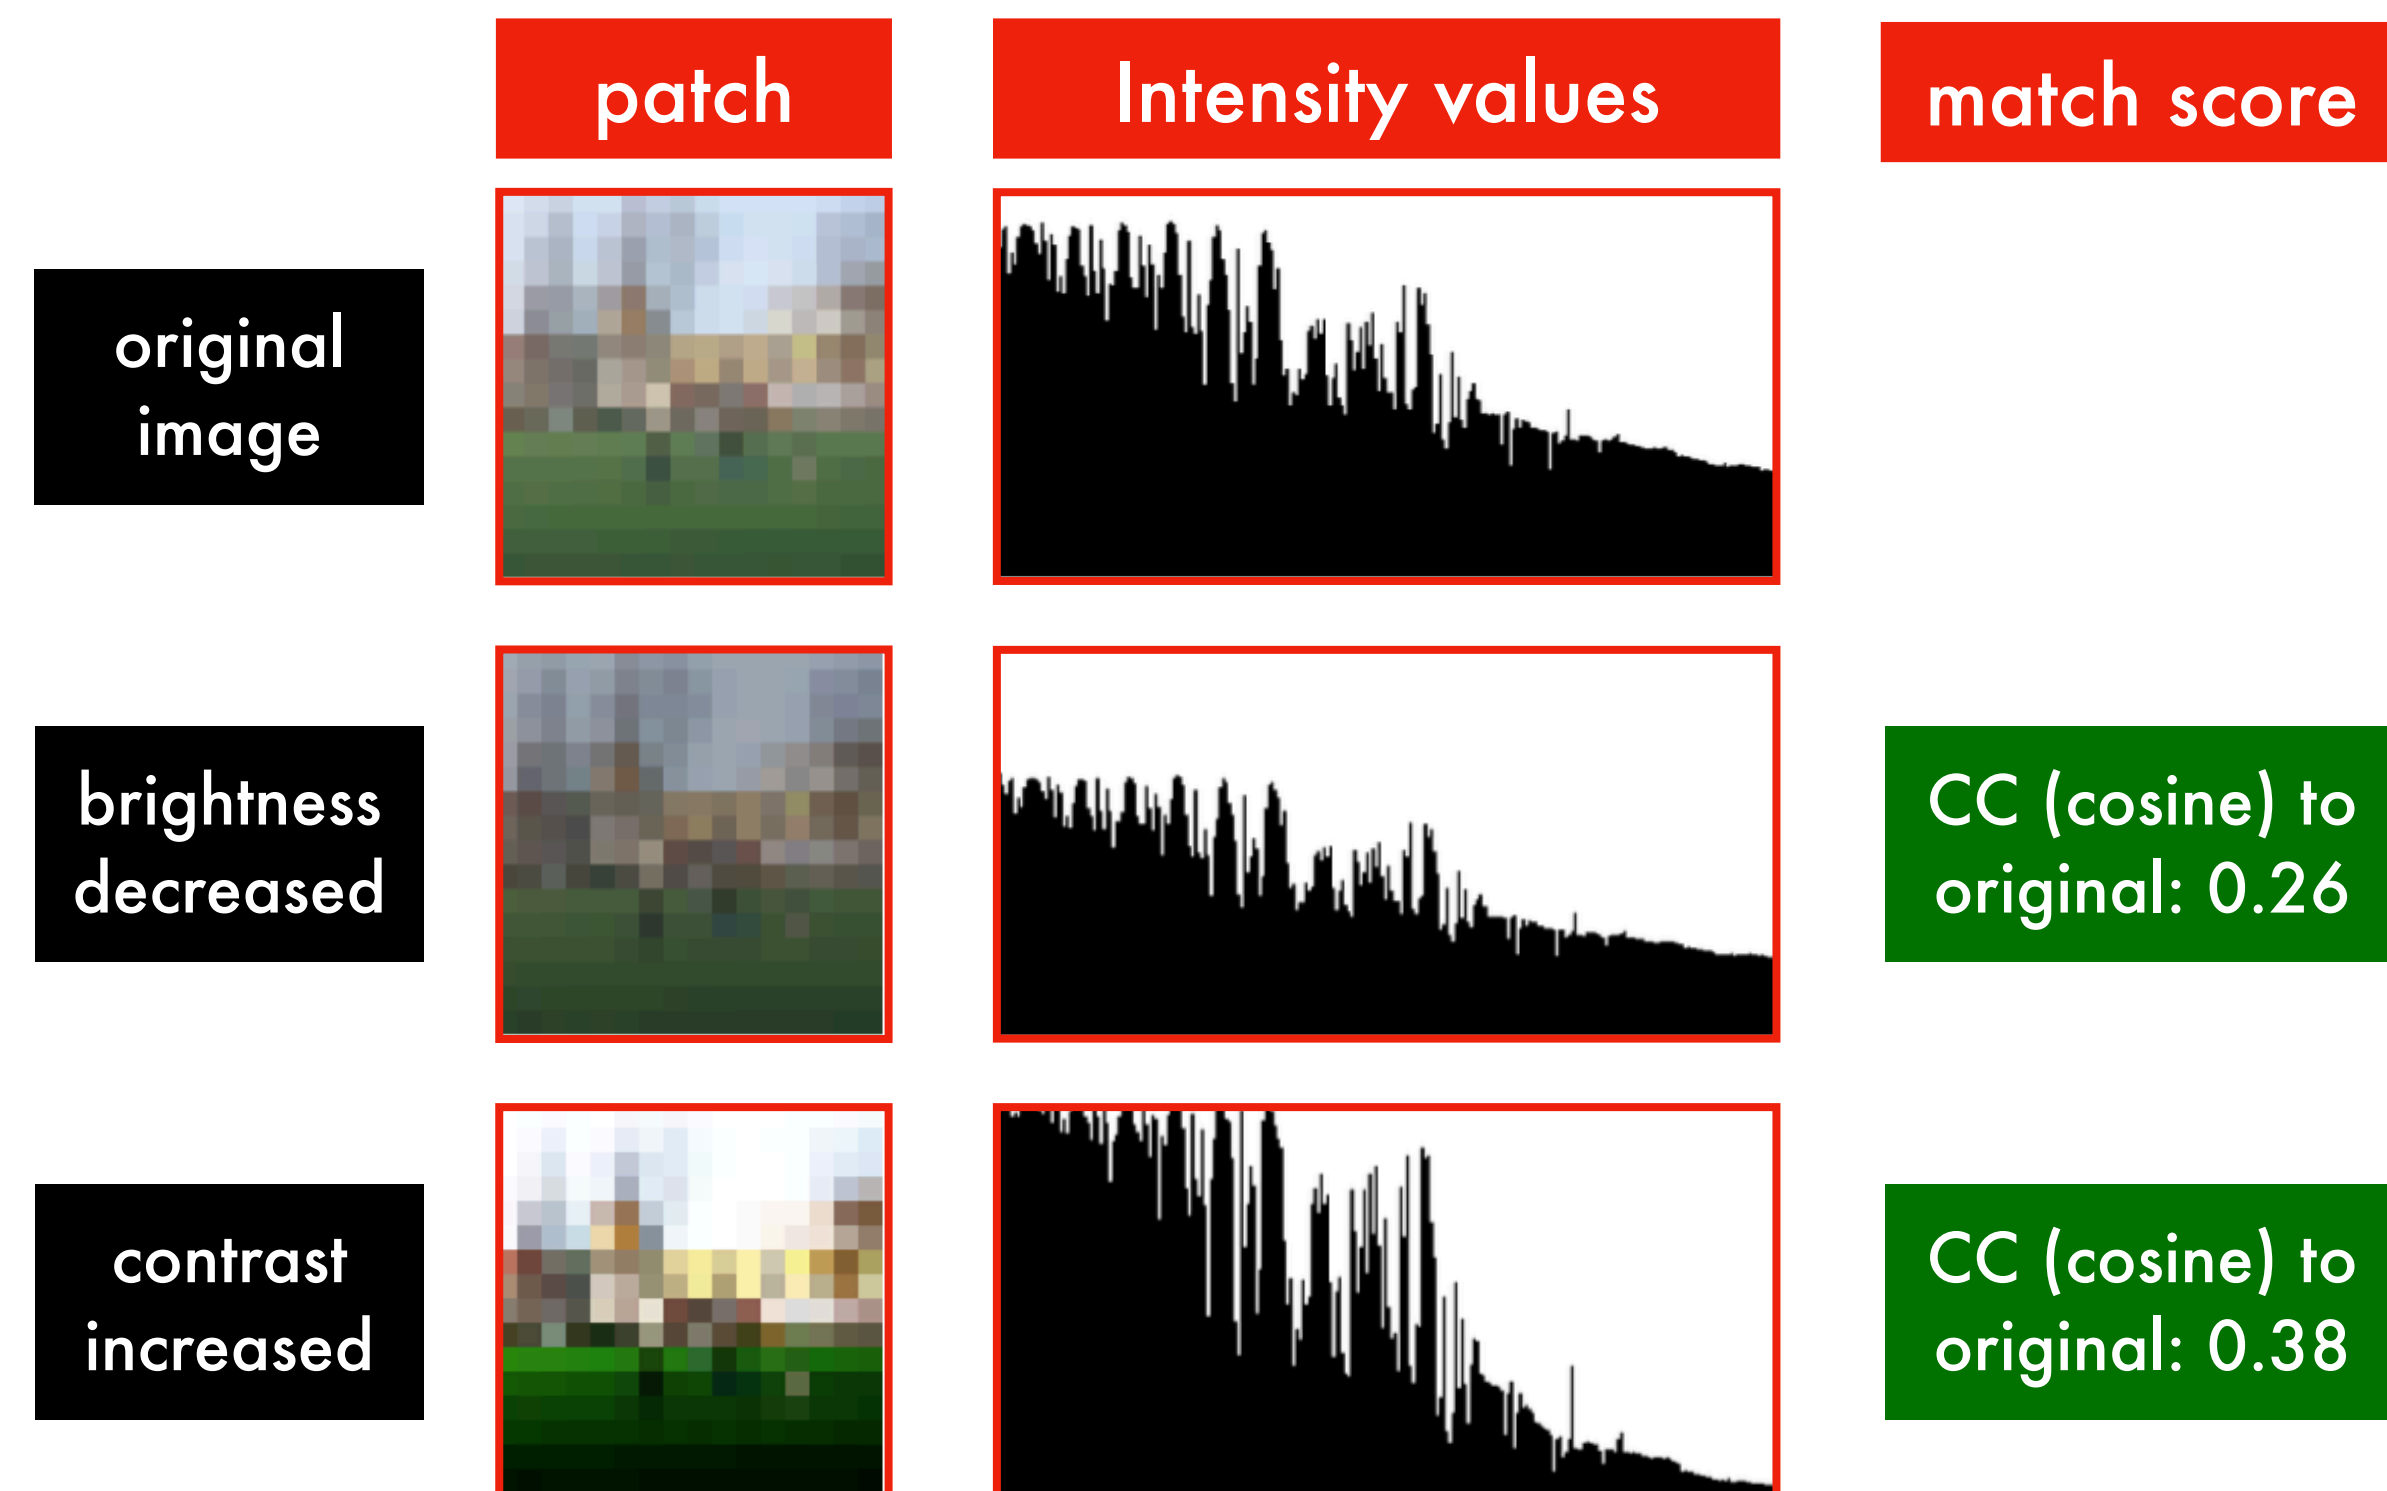 patch
Intensity values
match score
original
image
brightness
decreased
CC (cosine) to
original: 0.26
contrast
increased
CC (cosine) to
original: 0.38